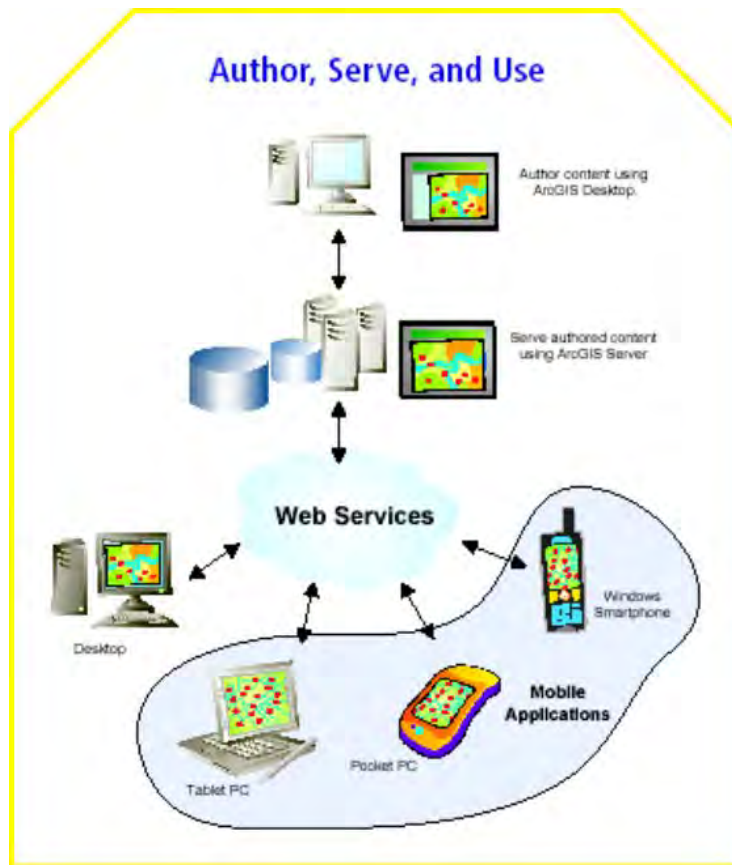 Author, Serve, and Use
Author content using
ArcGIS Desktop.
Serve authored content
using ArcGIS Server
Web Services
Windows
Smartphone
Desktop
Mobile
Applications
Pocket PC
Tablet PC